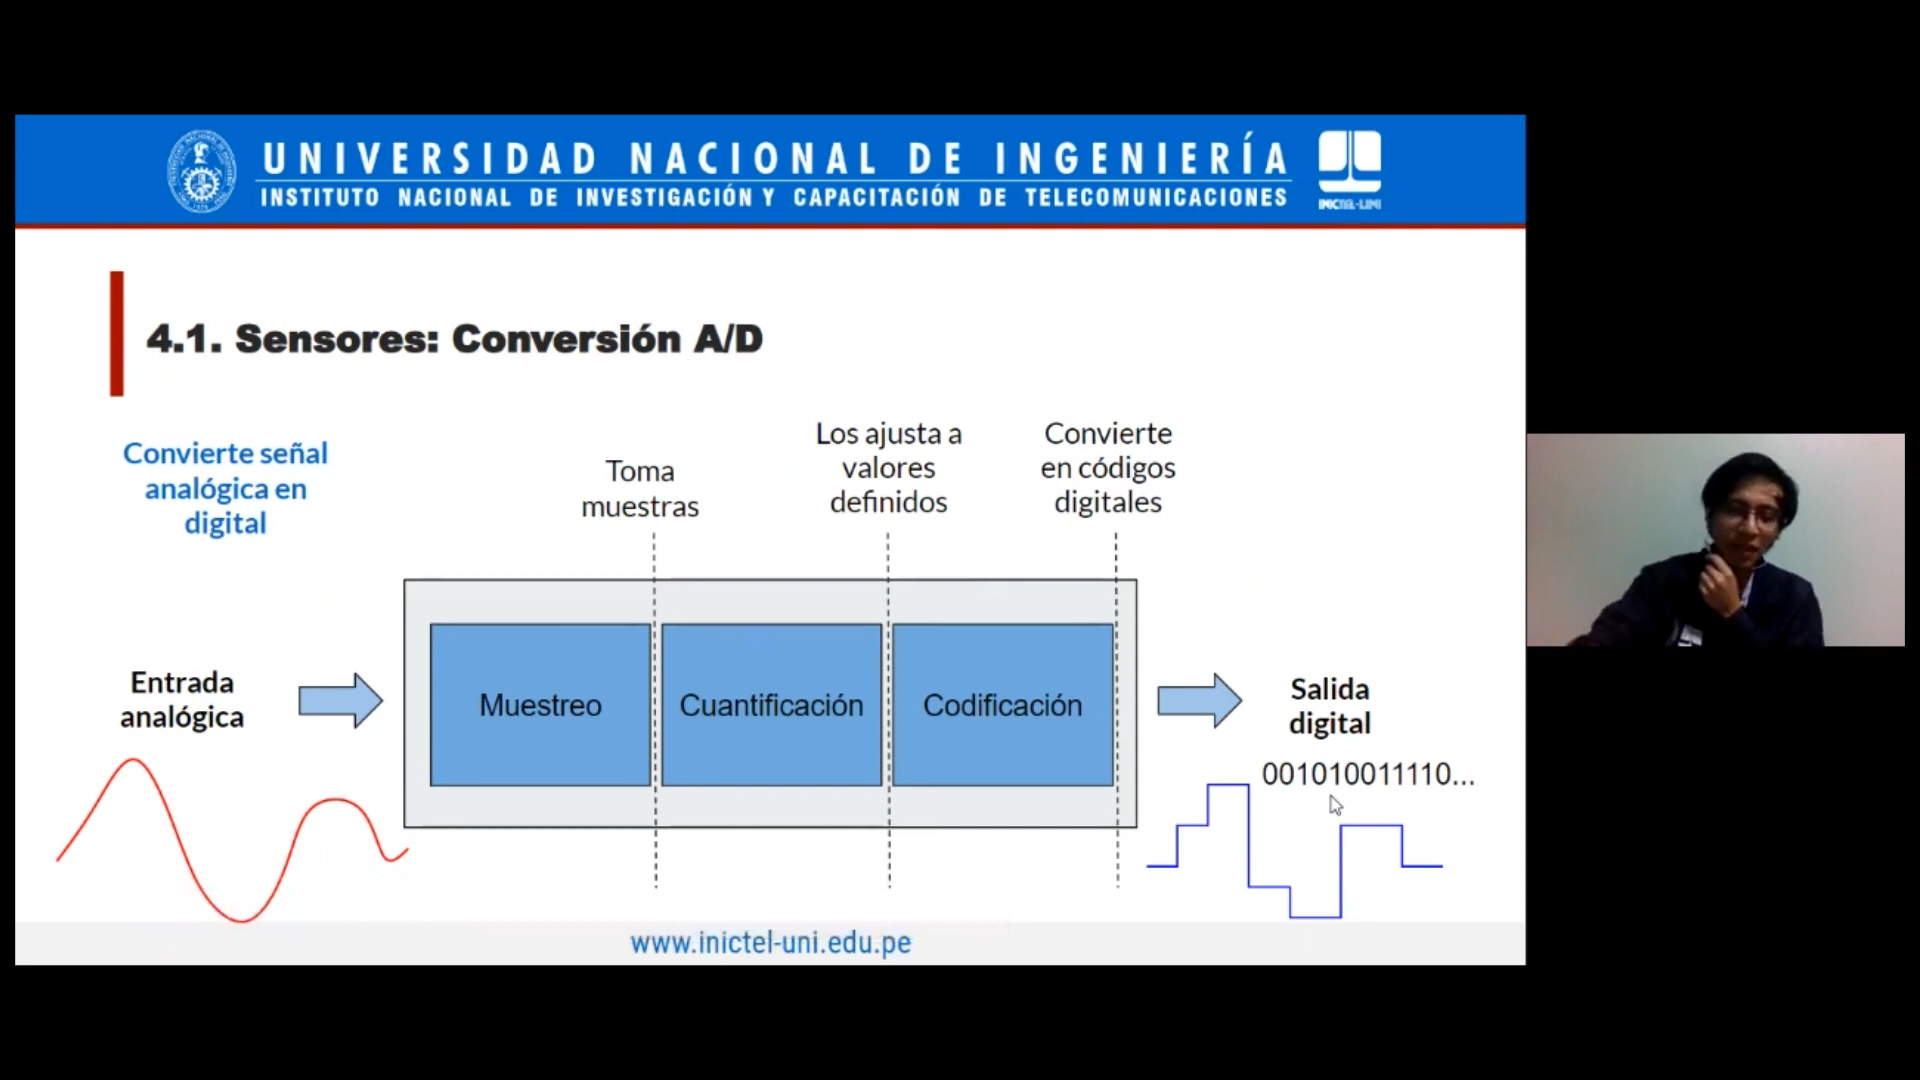 UNIVERSIDAD NACIONAL DE INGENIERÍA
INSTITUTO NACIONAL DE INVESTIGACIÓN Y CAPACITACIÓN DE TELECOMUNICACIONES
INICTEL-UNI
4.1. Sensores: Conversión A/D
Convierte señal
analógica en
digital
Toma
muestras
Los ajusta a
valores
definidos
Convierte
en códigos
digitales
Entrada
analógica
Muestreo
Cuantificación
Codificación
Salida
digital
001010011110...
www.inictel-uni.edu.pe